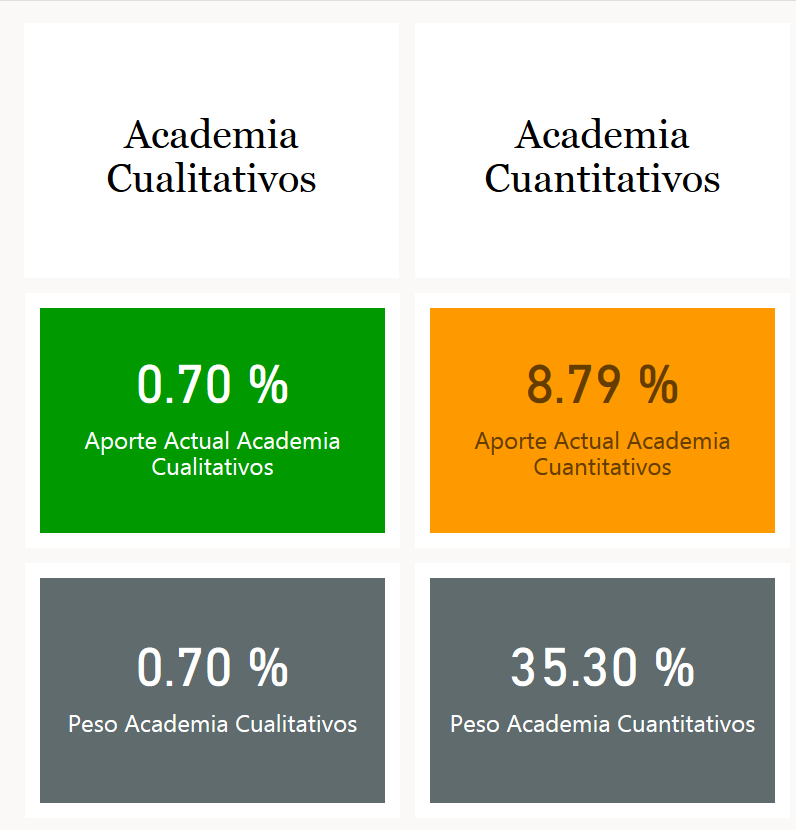 Academia
Cualitativos
Academia
Cuantitativos
0.70 %
Aporte Actual Academia
Cualitativos
8.79 %
Aporte Actual Academia
Cuantitativos
0.70 %
Peso Academia Cualitativos
35.30 %
Peso Academia Cuantitativos